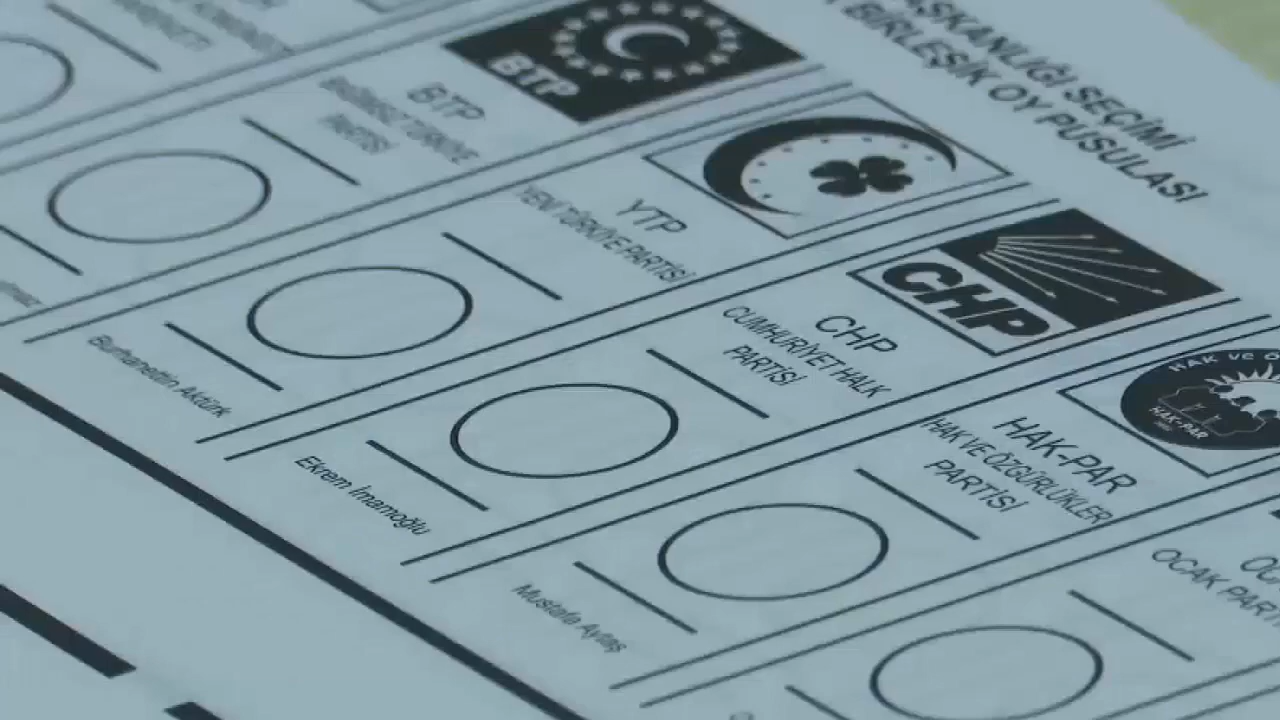 AŞKANLIĞI SEÇİMİ
BİRLEŞİK OY PUSULASI
BTP
BTP
BAĞIMSIZ TÜRKİYE
PARTİSİ
YTP
YENİ TÜRKİYE PARTİSİ
Burhanettin Aktürk
CHP
CHP
CUMHURİYET HALK
PARTİSİ
Ekrem İmamoğlu
HAK ve Ö
HAK-PAR
HAK-PAR
HAK VE ÖZGÜRLÜKLER
PARTİSİ
Mustafa Aytaş
OCAK PARTİ